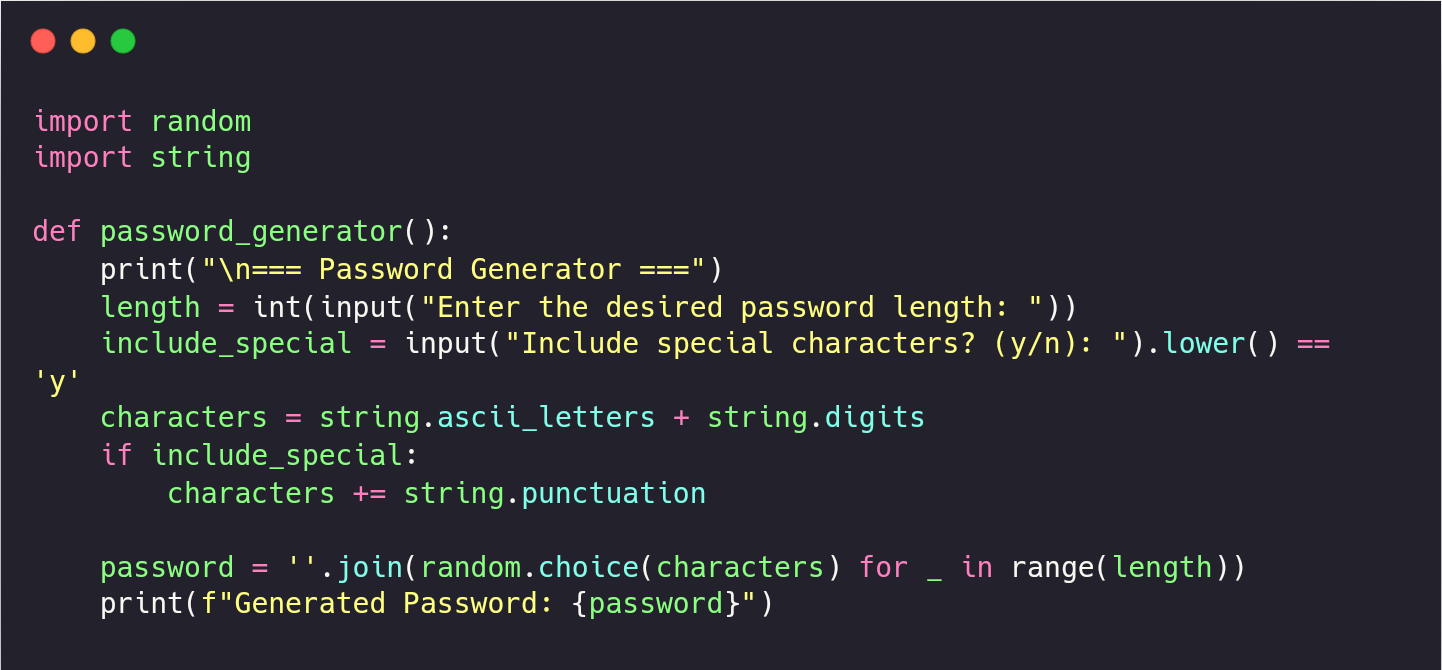 import random
import string

def password_generator():
    print("\n=== Password Generator ===")
    length = int(input("Enter the desired password length: "))
    include_special = input("Include special characters? (y/n): ").lower() ==
'y'
    characters = string.ascii_letters + string.digits
    if include_special:
        characters += string.punctuation

    password = ''.join(random.choice(characters) for _ in range(length))
    print(f"Generated Password: {password}")